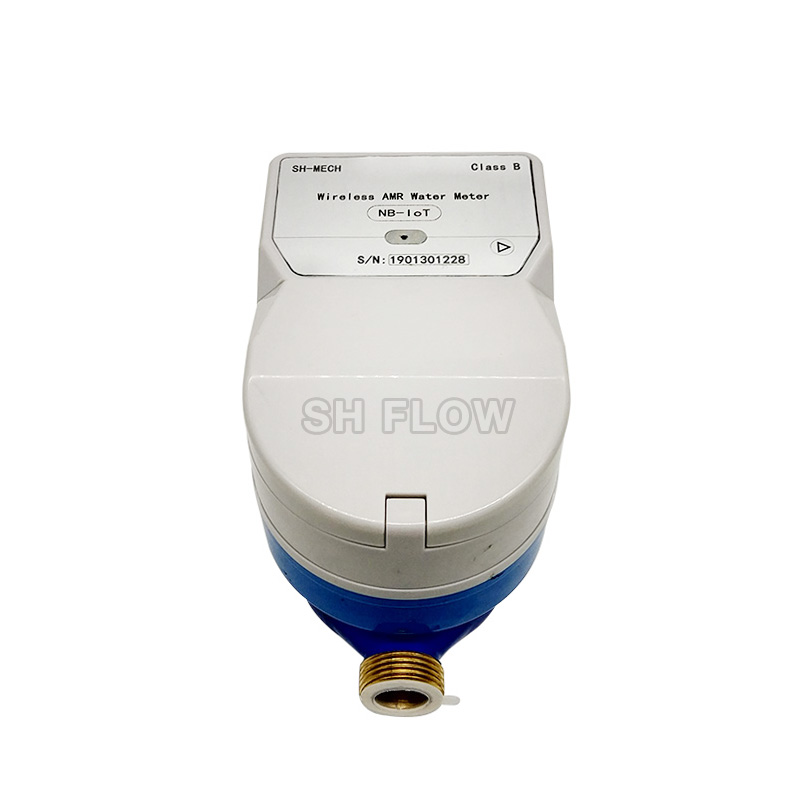 SH-MECH Class B
Wireless AMR Water Meter
NB-IoT
S/N: 1901301228
SH FLOW